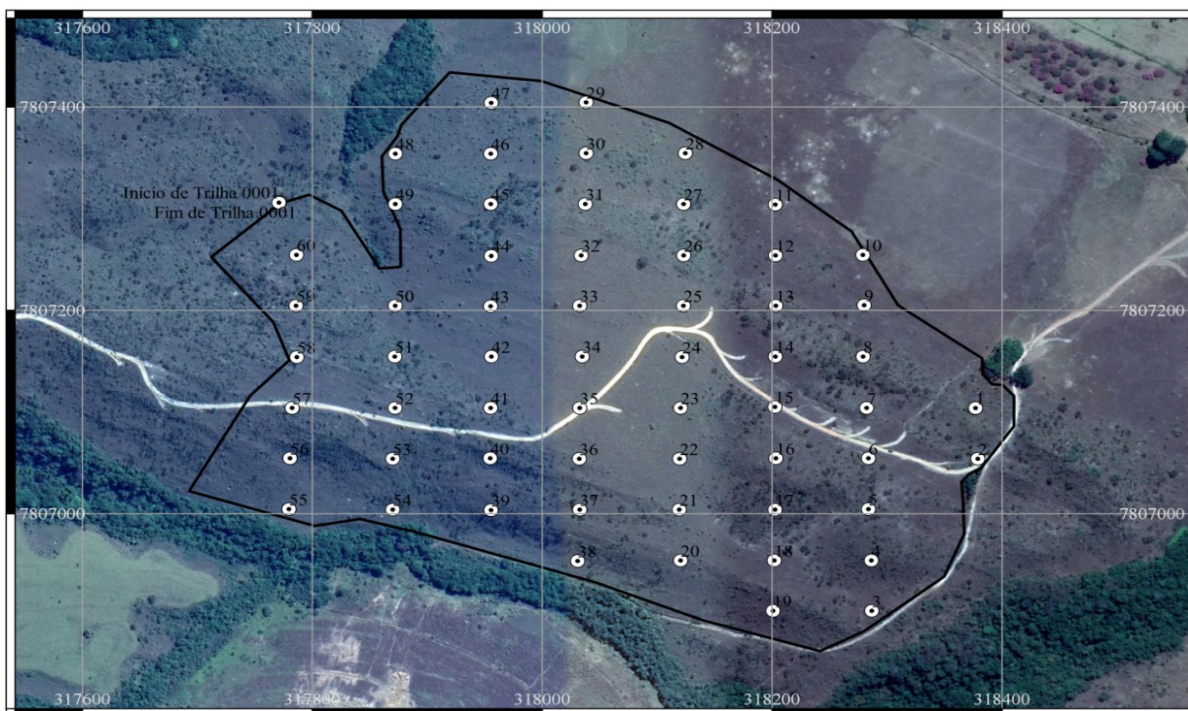 317600 317800 318000 318200 318400
47 29
7807400 7807400
48 46 30 28
Início de Trilha 0001
49 45 31 27 11
Fim de Trilha 0001
60 44 32 26 12 10
59 50 43 33 25 13 9
7807200 7807200
58 51 42 34 24 14 8
57 52 41 35 23 15 7 1
56 53 40 36 22 16 6 2
55 54 39 37 21 17 5
7807000 7807000
38 20 18 4
19 3
317600 317800 318000 318200 318400